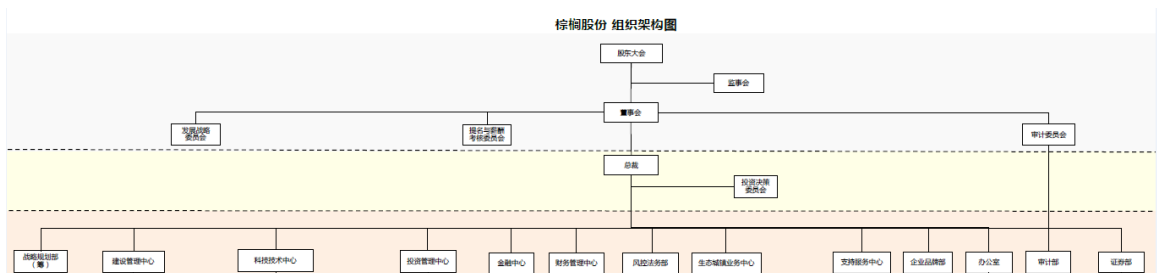 棕榈股份 组织架构图
股东大会
监事会
董事会
发展战略
委员会
提名与薪酬
考核委员会
审计委员会
总裁
投资决策
委员会
战略规划部
（筹）
建设管理中心
科技技术中心
投资管理中心
金融中心
财务管理中心
风控法务部
生态城镇业务中心
支持服务中心
企业品牌部
办公室
审计部
证券部